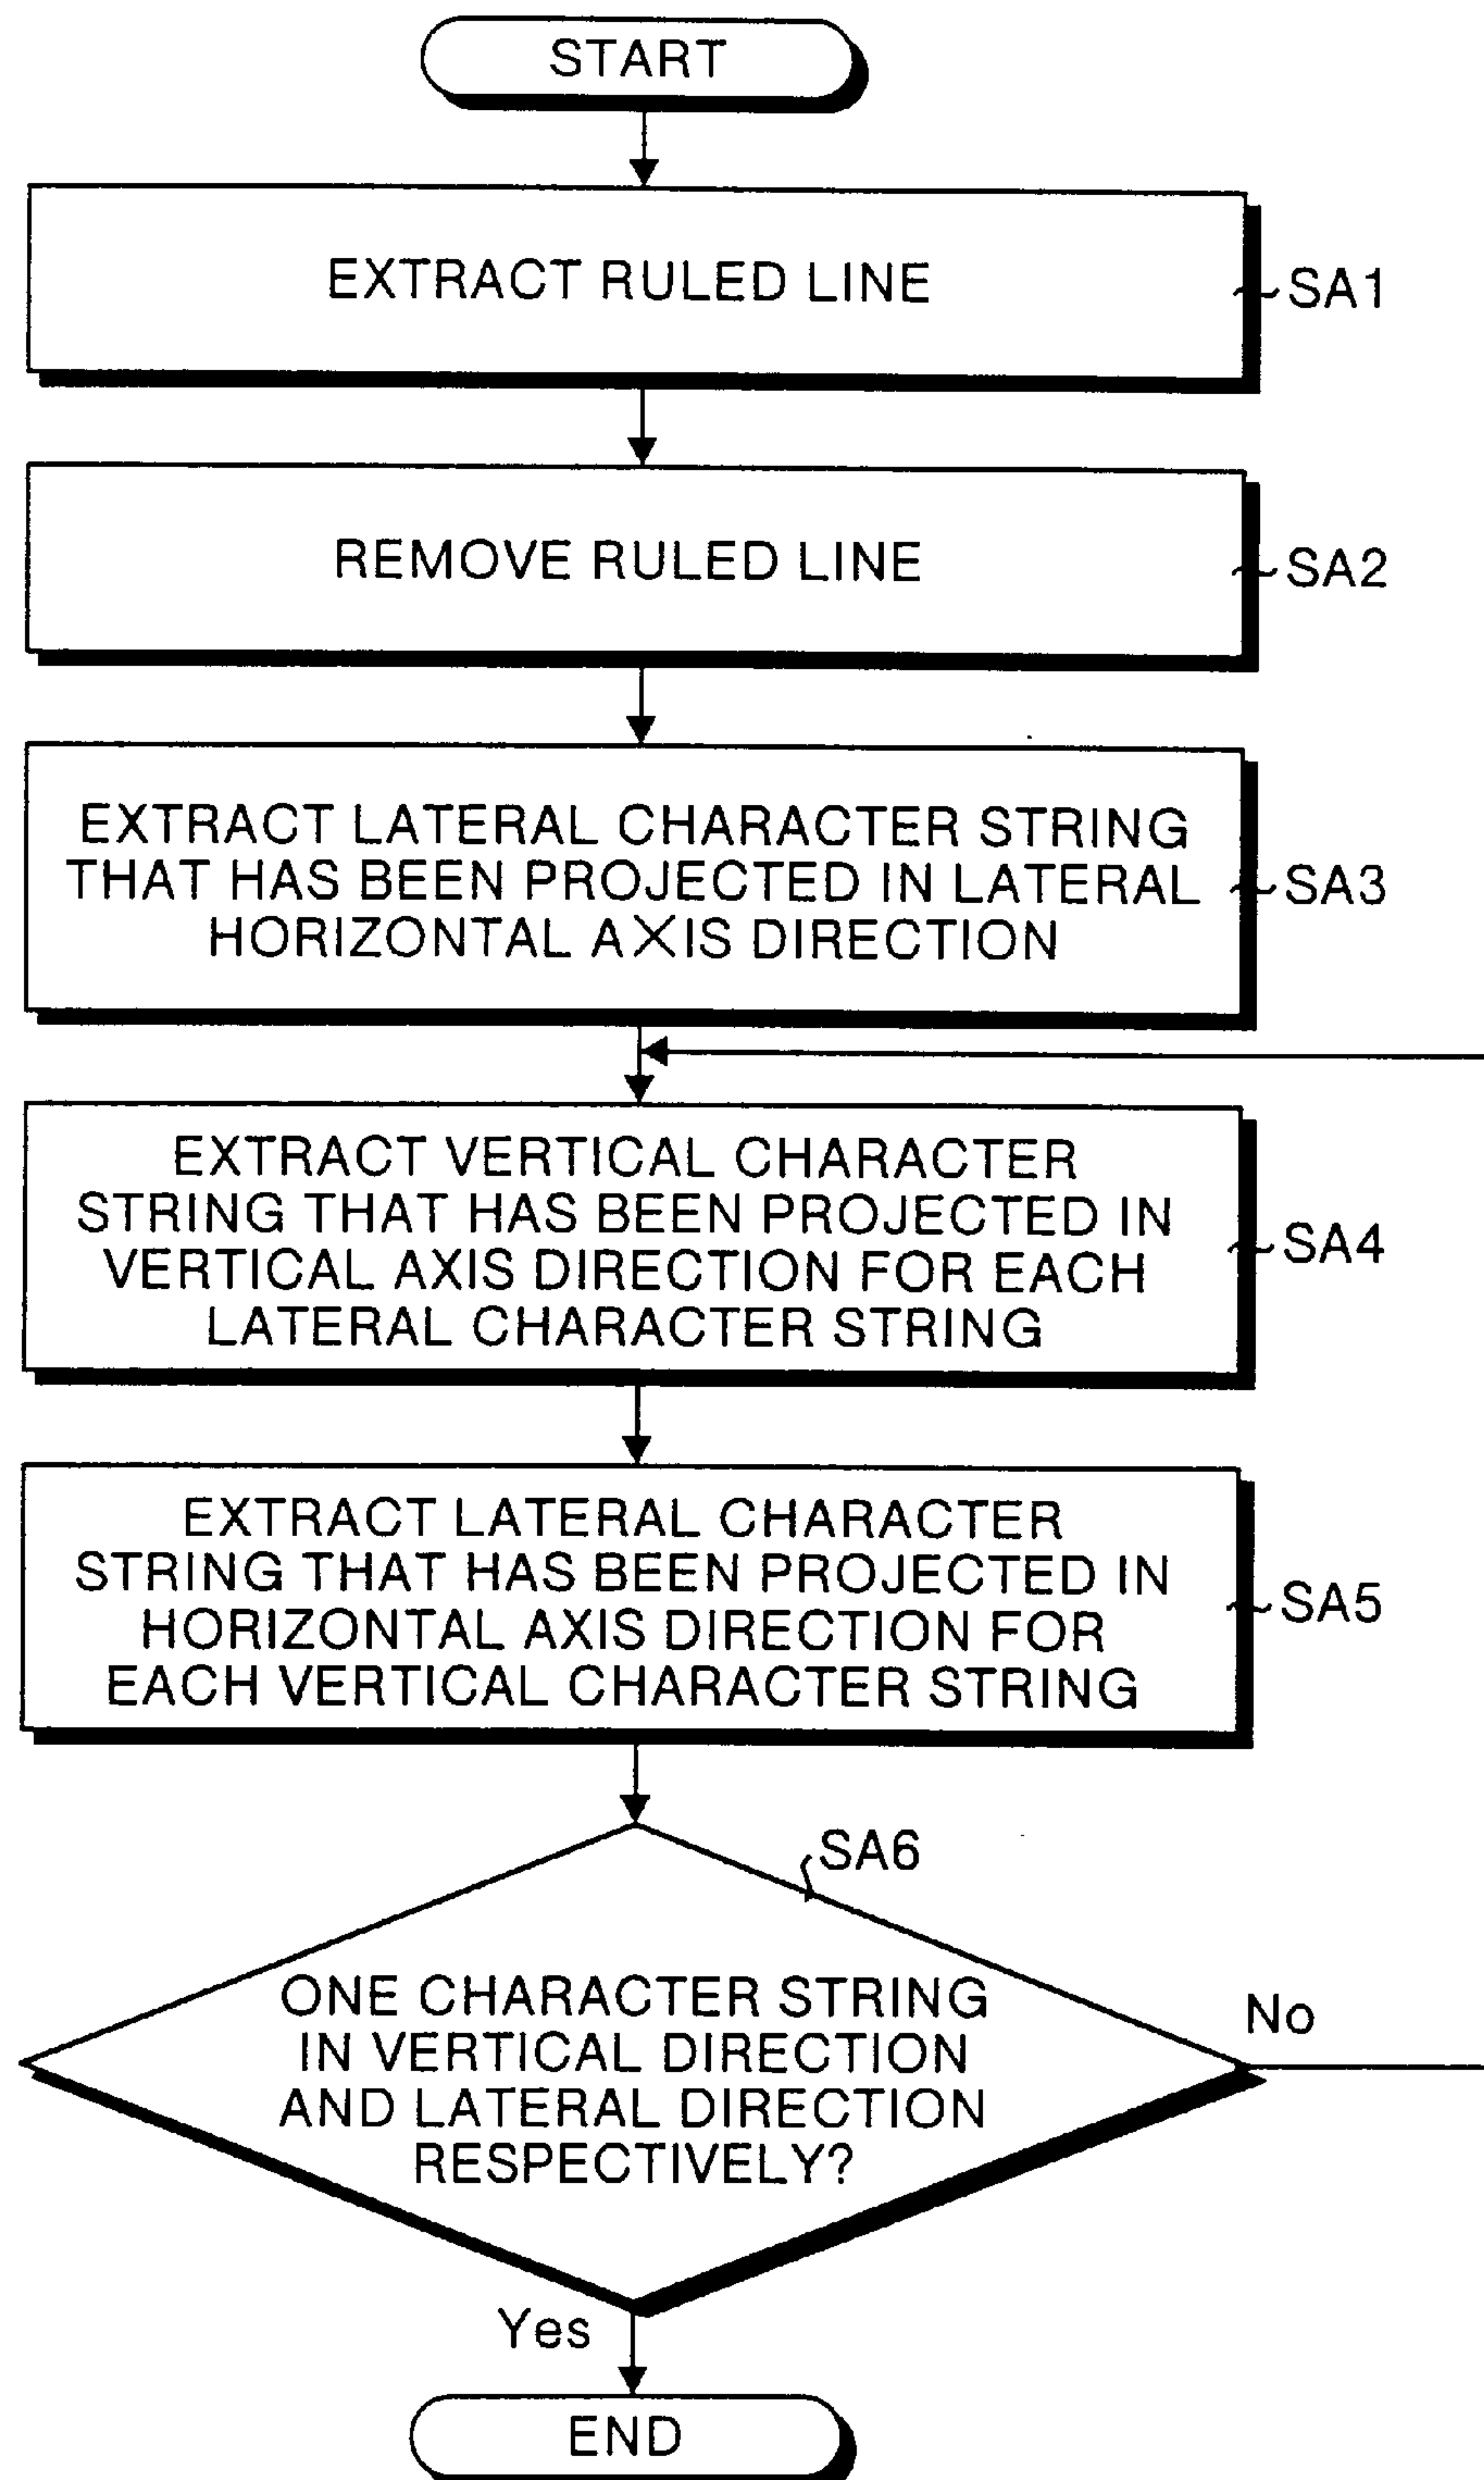 START
EXTRACT RULED LINE
SA1
REMOVE RULED LINE
SA2
EXTRACT LATERAL CHARACTER STRING
THAT HAS BEEN PROJECTED IN LATERAL
HORIZONTAL AXIS DIRECTION
SA3
EXTRACT VERTICAL CHARACTER
STRING THAT HAS BEEN PROJECTED IN
VERTICAL AXIS DIRECTION FOR EACH
LATERAL CHARACTER STRING
SA4
EXTRACT LATERAL CHARACTER
STRING THAT HAS BEEN PROJECTED IN
HORIZONTAL AXIS DIRECTION FOR
EACH VERTICAL CHARACTER STRING
SA5
SA6
ONE CHARACTER STRING
IN VERTICAL DIRECTION
AND LATERAL DIRECTION
RESPECTIVELY?
No
Yes
END